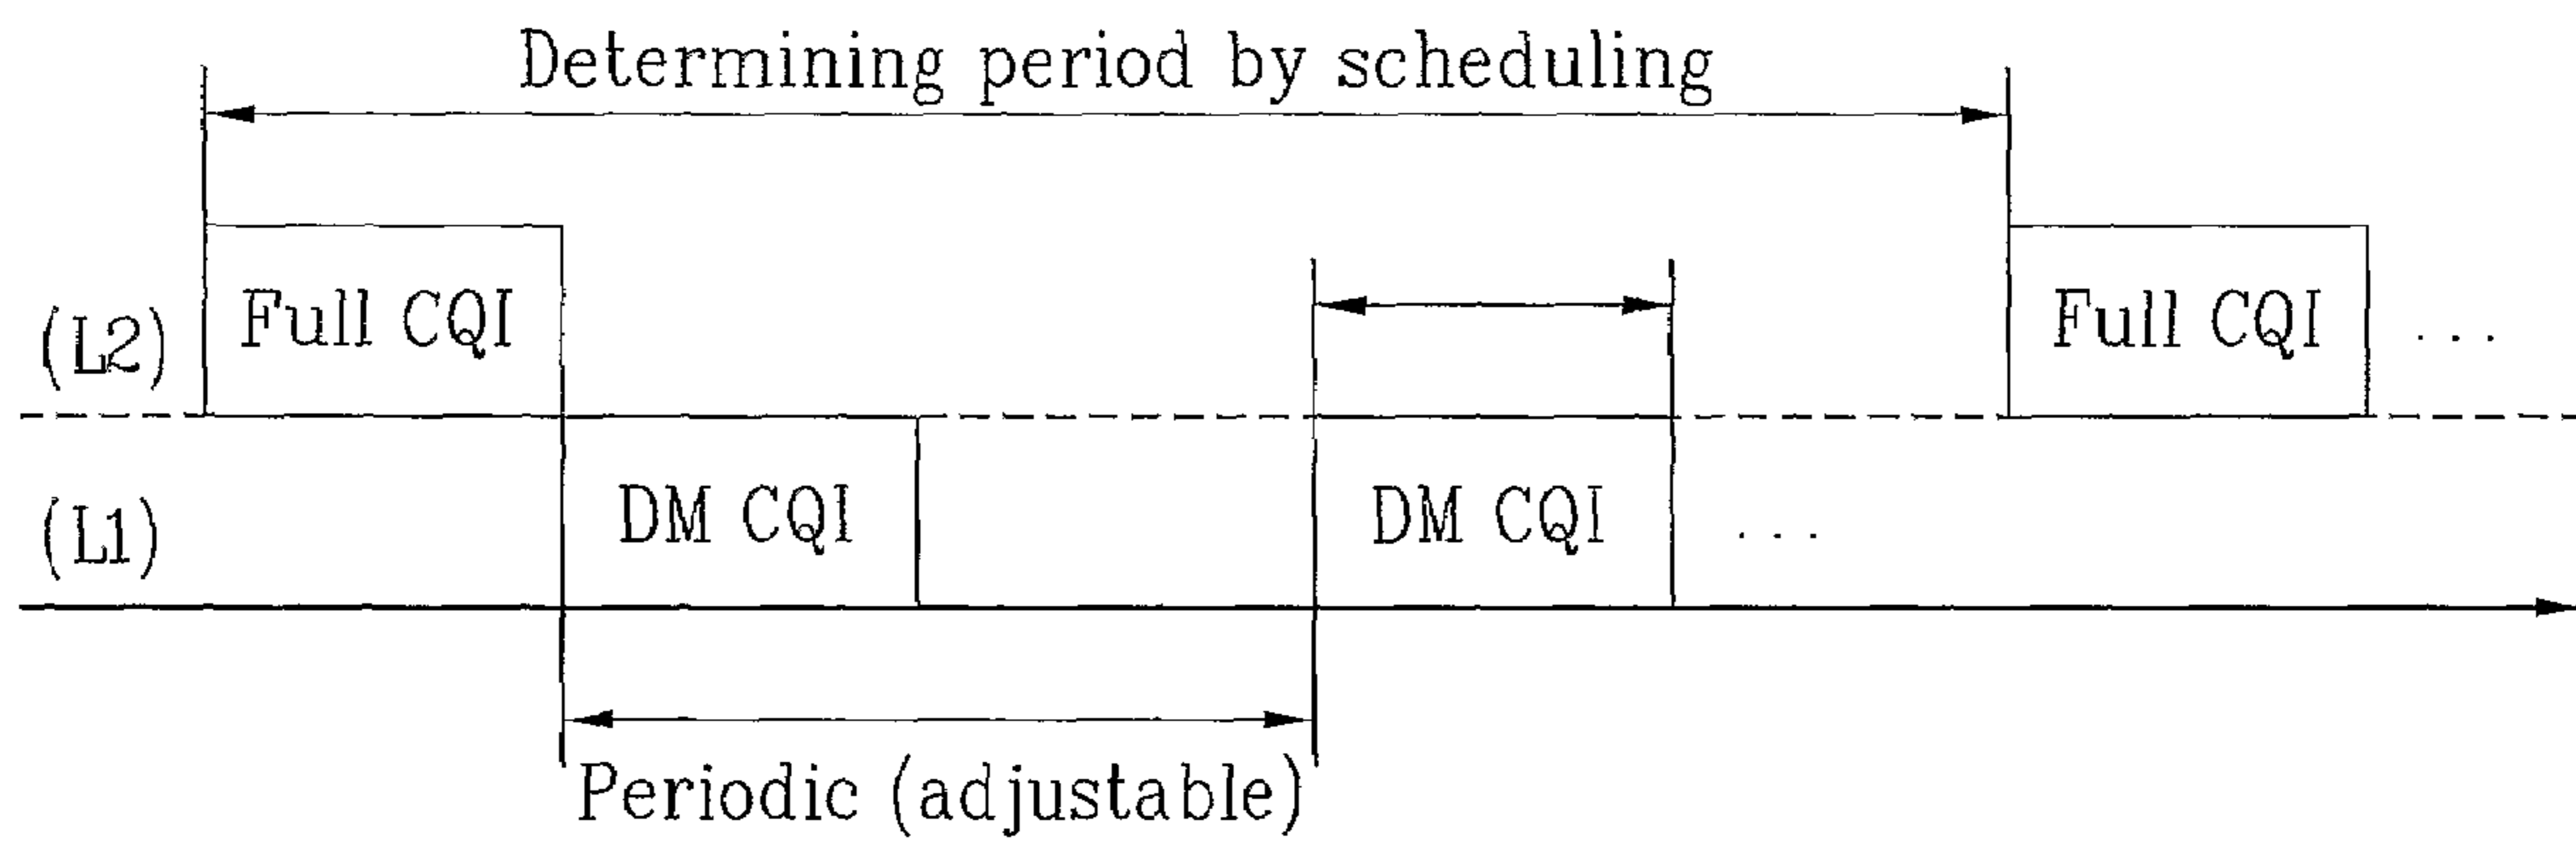 Determining period by scheduling
(L2) Full CQI Full CQI ...
(L1) DM CQI DM CQI ...
Periodic (adjustable)